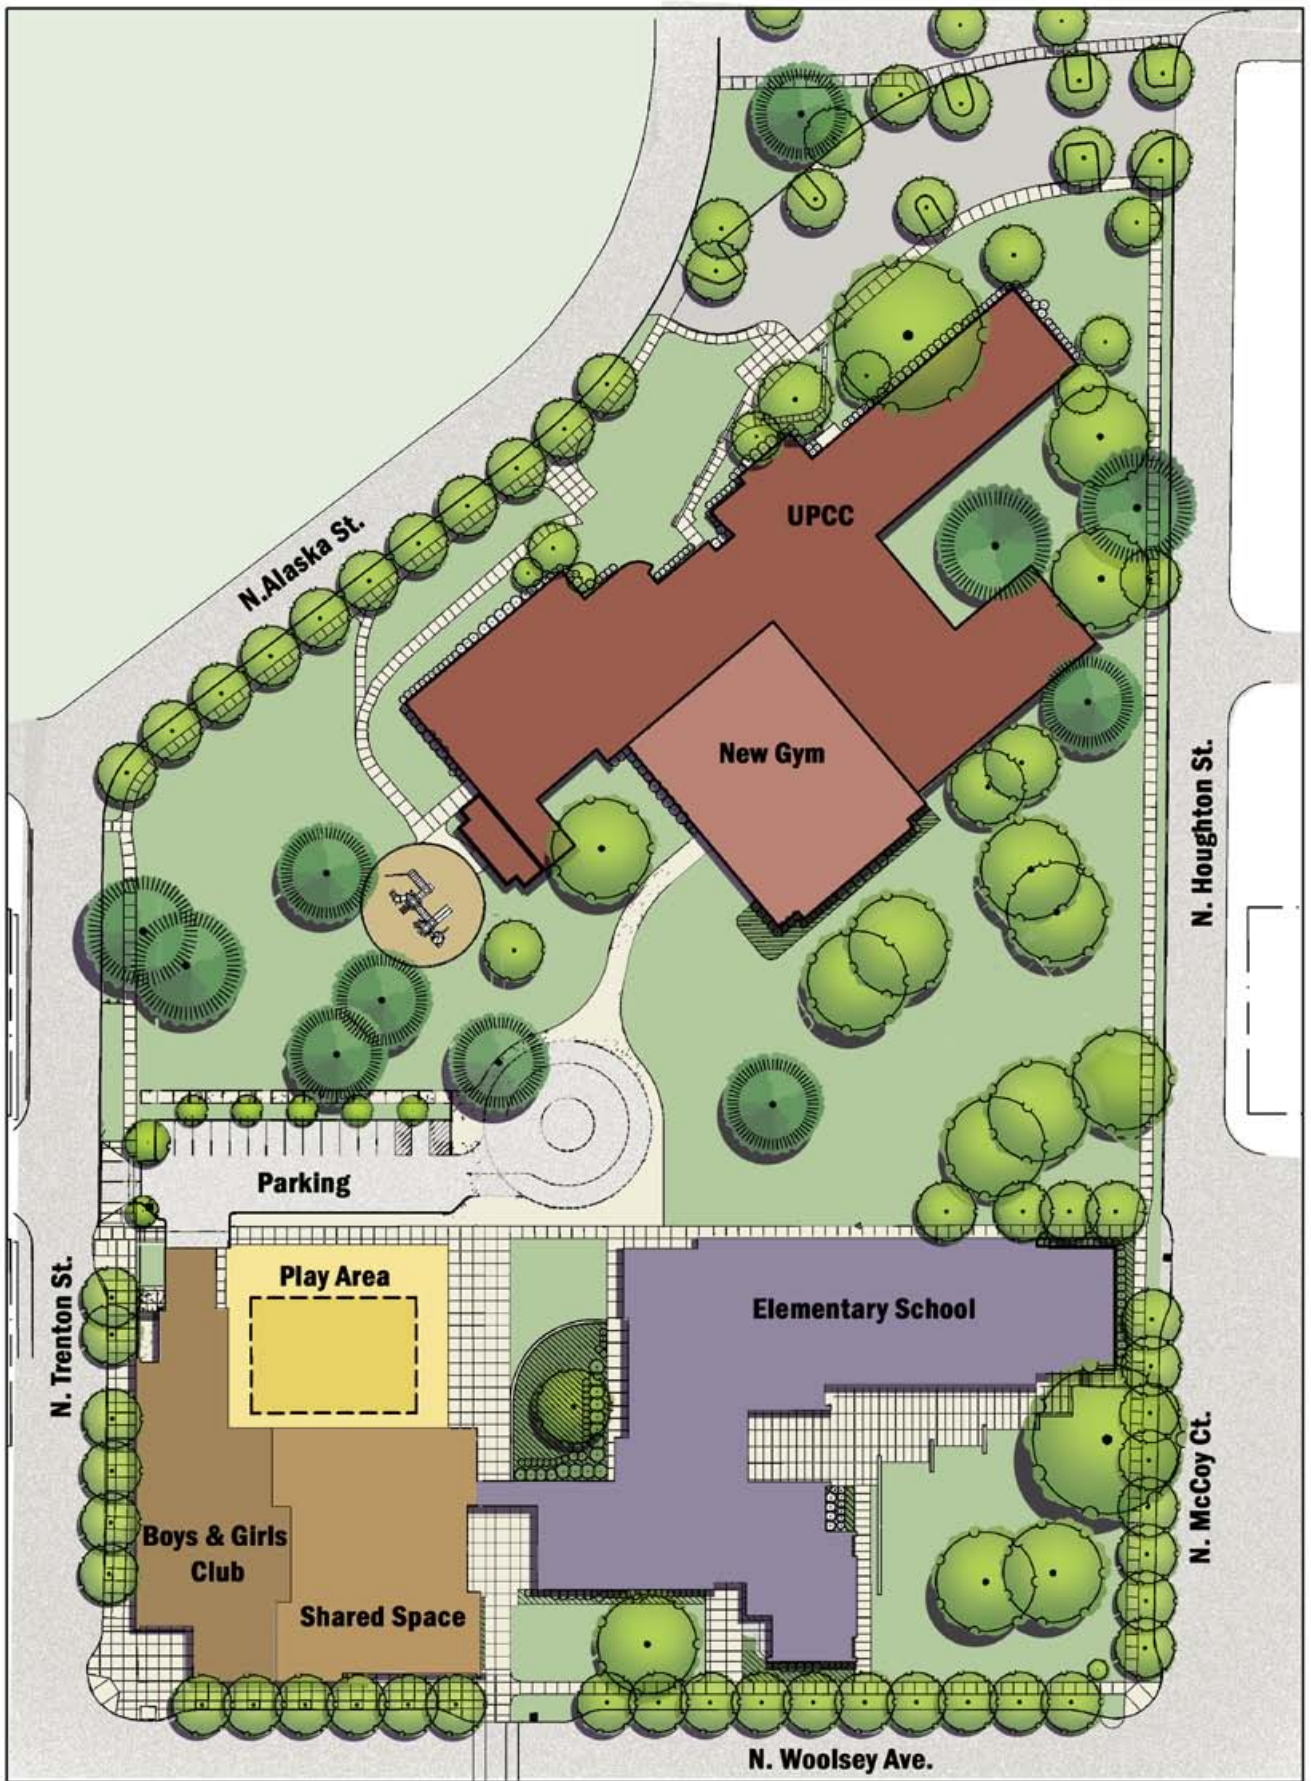 UPCC
N.Alaska St.
New Gym
N. Houghton St.
Parking
Play Area
N. Trenton St.
Elementary School
N. McCoy Ct.
Boys & Girls
Club
Shared Space
N. Woolsey Ave.